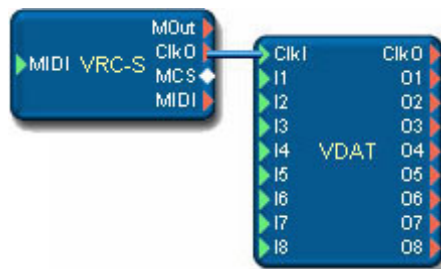 MOut
MIDI VRC-S ClkO
MCS
MIDI
ClkI ClkO
I1 O1
I2 O2
I3 O3
I4 VDAT O4
I5 O5
I6 O6
I7 O7
I8 O8